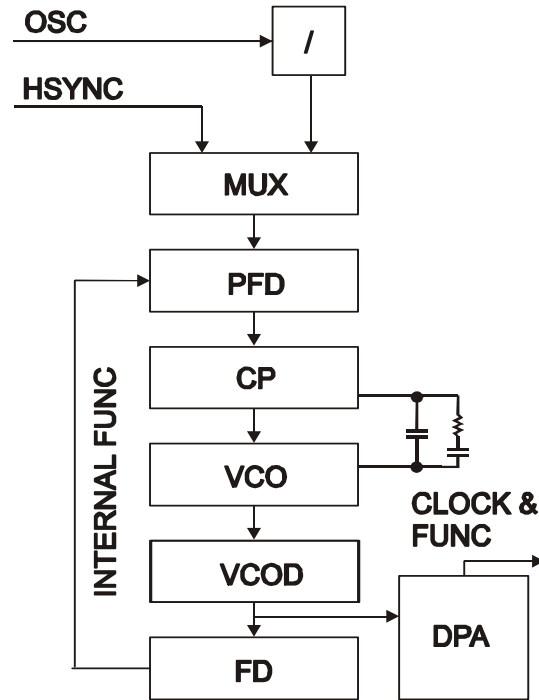 OSC
/
HSYNC
MUX
PFD
CP
VCO
INTERNAL FUNC
CLOCK &
FUNC
VCOD
DPA
FD